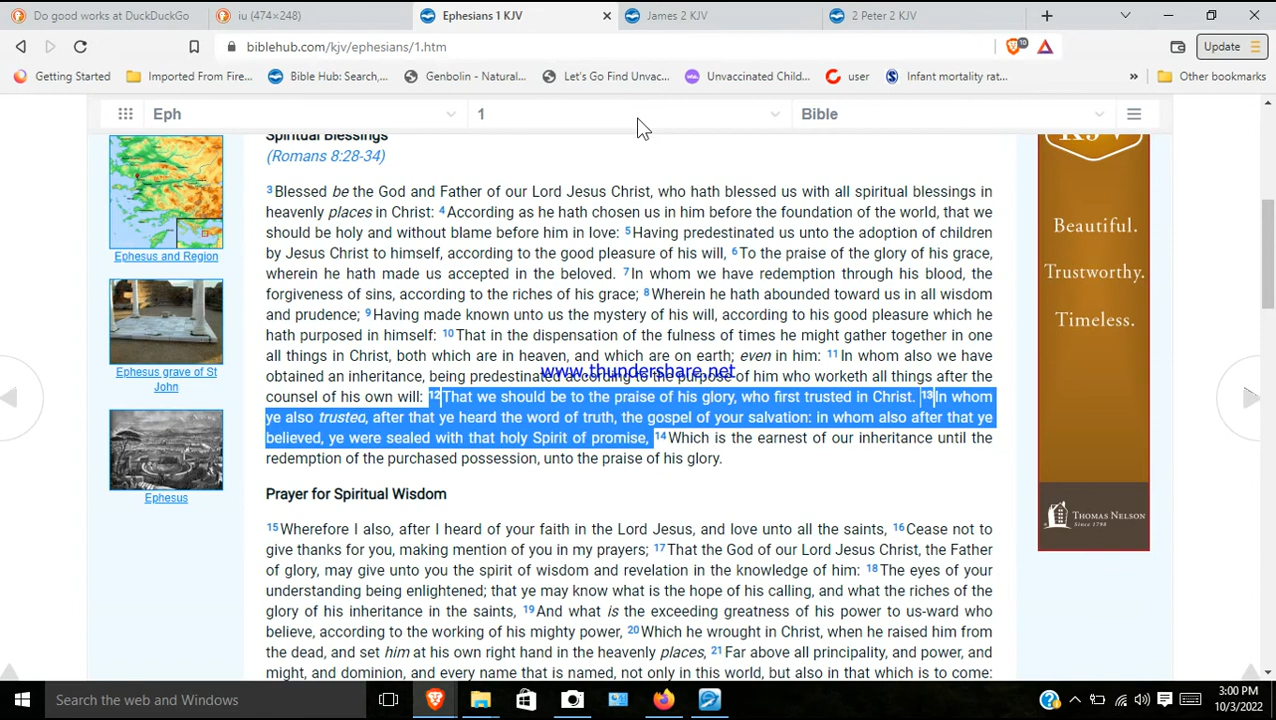 Do good works at DuckDuckGo
iu (474×248)
Ephesians 1 KJV
James 2 KJV
2 Peter 2 KJV
biblehub.com/kjv/ephesians/1.htm
10
Update
Getting Started
Imported From Fire...
Bible Hub: Search,...
Genbolin - Natural...
Let's Go Find Unvac...
Unvaccinated Child...
user
Infant mortality rat...
Other bookmarks
Eph
1
Bible
Spiritual Blessings
(Romans 8:28-34)
3Blessed be the God and Father of our Lord Jesus Christ, who hath blessed us with all spiritual blessings in
heavenly places in Christ: 4According as he hath chosen us in him before the foundation of the world, that we
should be holy and without blame before him in love: 5Having predestinated us unto the adoption of children
by Jesus Christ to himself, according to the good pleasure of his will, 6To the praise of the glory of his grace,
wherein he hath made us accepted in the beloved. 7In whom we have redemption through his blood, the
forgiveness of sins, according to the riches of his grace; 8Wherein he hath abounded toward us in all wisdom
and prudence; 9Having made known unto us the mystery of his will, according to his good pleasure which he
hath purposed in himself: 10That in the dispensation of the fulness of times he might gather together in one
all things in Christ, both which are in heaven, and which are on earth; even in him: 11In whom also we have
obtained an inheritance, being predestinated according to the purpose of him who worketh all things after the
counsel of his own will: 12That we should be to the praise of his glory, who first trusted in Christ. 13In whom
ye also trusted, after that ye heard the word of truth, the gospel of your salvation: in whom also after that ye
believed, ye were sealed with that holy Spirit of promise, 14Which is the earnest of our inheritance until the
redemption of the purchased possession, unto the praise of his glory.
www.thundershare.net
Prayer for Spiritual Wisdom
15Wherefore I also, after I heard of your faith in the Lord Jesus, and love unto all the saints, 16Cease not to
give thanks for you, making mention of you in my prayers; 17That the God of our Lord Jesus Christ, the Father
of glory, may give unto you the spirit of wisdom and revelation in the knowledge of him: 18The eyes of your
understanding being enlightened; that ye may know what is the hope of his calling, and what the riches of the
glory of his inheritance in the saints, 19And what is the exceeding greatness of his power to us-ward who
believe, according to the working of his mighty power, 20Which he wrought in Christ, when he raised him from
the dead, and set him at his own right hand in the heavenly places, 21Far above all principality, and power, and
might, and dominion, and every name that is named, not only in this world, but also in that which is to come:
Ephesus and Region
Ephesus grave of St
John
Ephesus
Beautiful.
Trustworthy.
Timeless.
THOMAS NELSON
Since 1798
Search the web and Windows
3:00 PM
10/3/2022